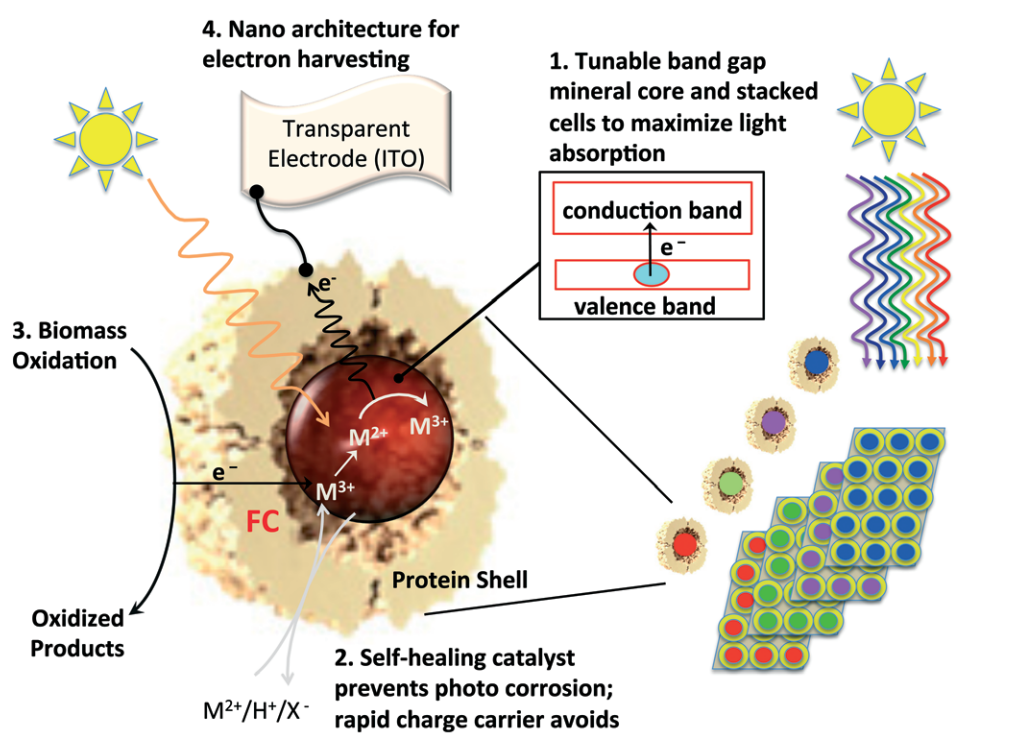 4. Nano architecture for
electron harvesting
Transparent
Electrode (ITO)
1. Tunable band gap
mineral core and stacked
cells to maximize light
absorption
conduction band
e⁻
valence band
e⁻
3. Biomass
Oxidation
M³⁺
M²⁺
e⁻
M³⁺
FC
Protein Shell
Oxidized
Products
2. Self-healing catalyst
prevents photo corrosion;
rapid charge carrier avoids
M²⁺/H⁺/X⁻